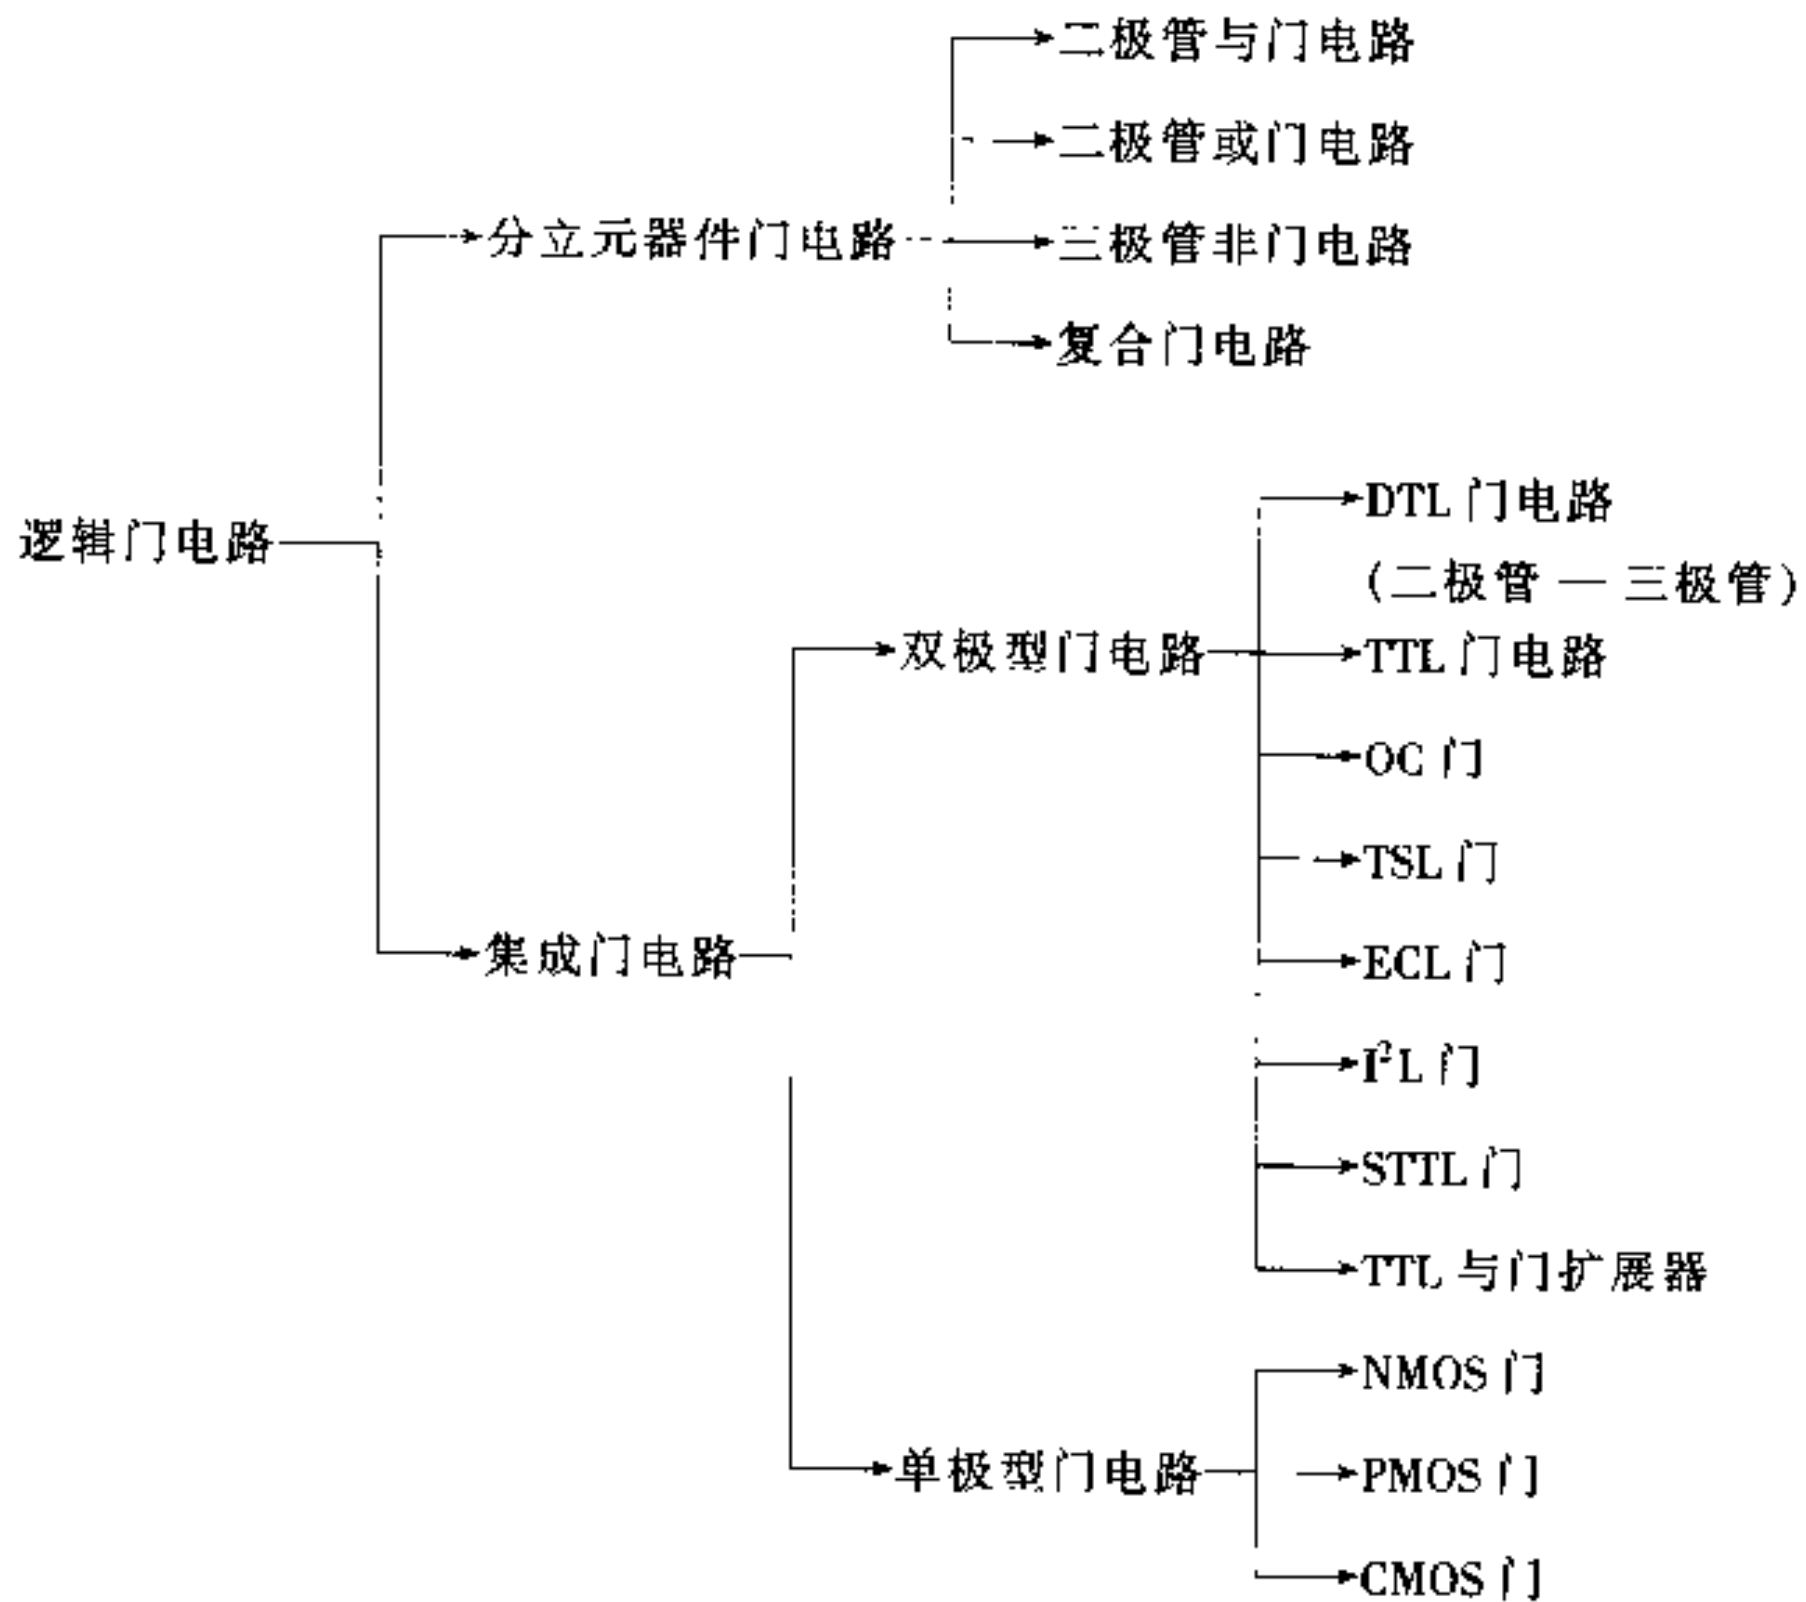 二极管与门电路
二极管或门电路
分立元器件门电路
三极管非门电路
复合门电路
逻辑门电路
DTL 门电路
(二极管 — 三极管)
双极型门电路
TTL 门电路
OC 门
TSL 门
集成门电路
ECL 门
I²L 门
STTL 门
TTL 与门扩展器
NMOS 门
单极型门电路
PMOS 门
CMOS 门